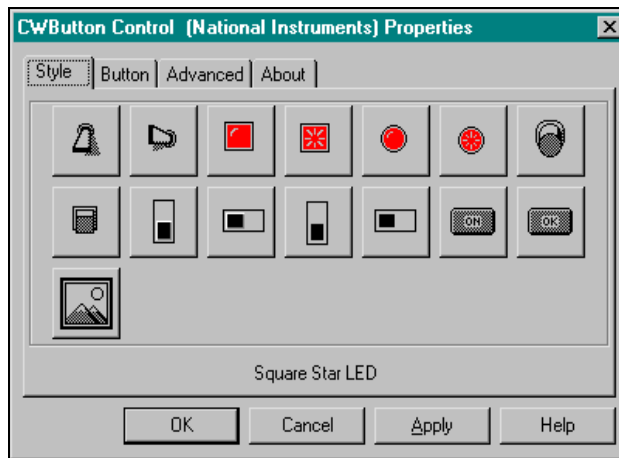 CWButton Control (National Instruments) Properties
Style Button Advanced About
ON OK
Square Star LED
OK Cancel Apply Help